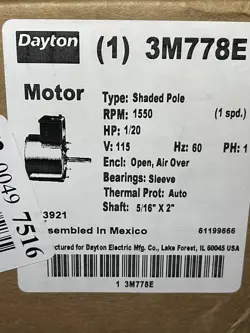 Dayton (1) 3M778E
Motor
Type: Shaded Pole
RPM: 1550 (1 spd.)
HP: 1/20
V: 115 Hz: 60 PH: 1
Encl: Open, Air Over
Bearings: Sleeve
Thermal Prot: Auto
Shaft: 5/16" X 2"
3921
sembled in Mexico 61199666
ctured for Dayton Electric Mfg. Co., Lake Forest, IL 60045 USA
1 3M778E
0049 7516